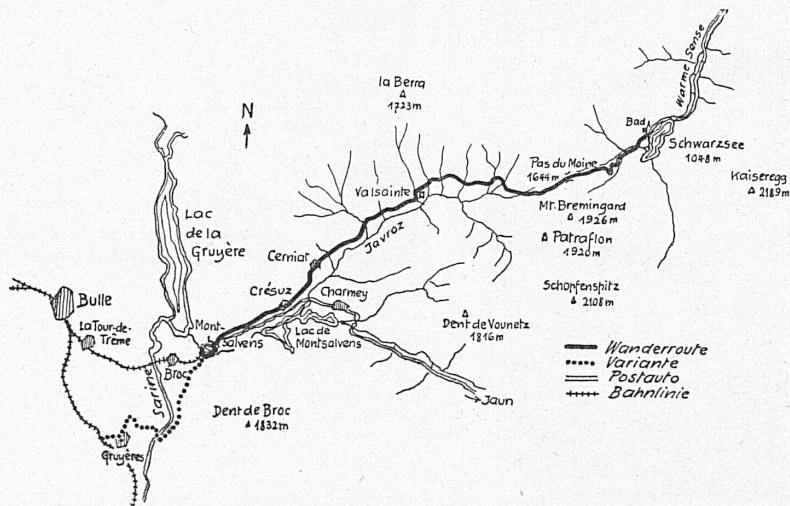 Warme Sense
la Berra
1723m
N
Bad
Schwarzsee
1048m
Pas du Moine
1644m
Kaiseregg
2189m
Valsainte
Mt. Bremingard
1926m
Lac
de la
Gruyère
Javroz
Patraflon
1920m
Cerniat
Schopfenspitz
2108m
Crésuz
Charmey
Bulle
La Tour-de-
Trême
Mont-
salvens
Lac de
Montsalvens
Dent de Vounetz
1816m
Broc
Sarine
Wanderroute
Variante
Postauto
Bahnlinie
Jaun
Dent de Broc
1832m
Gruyères